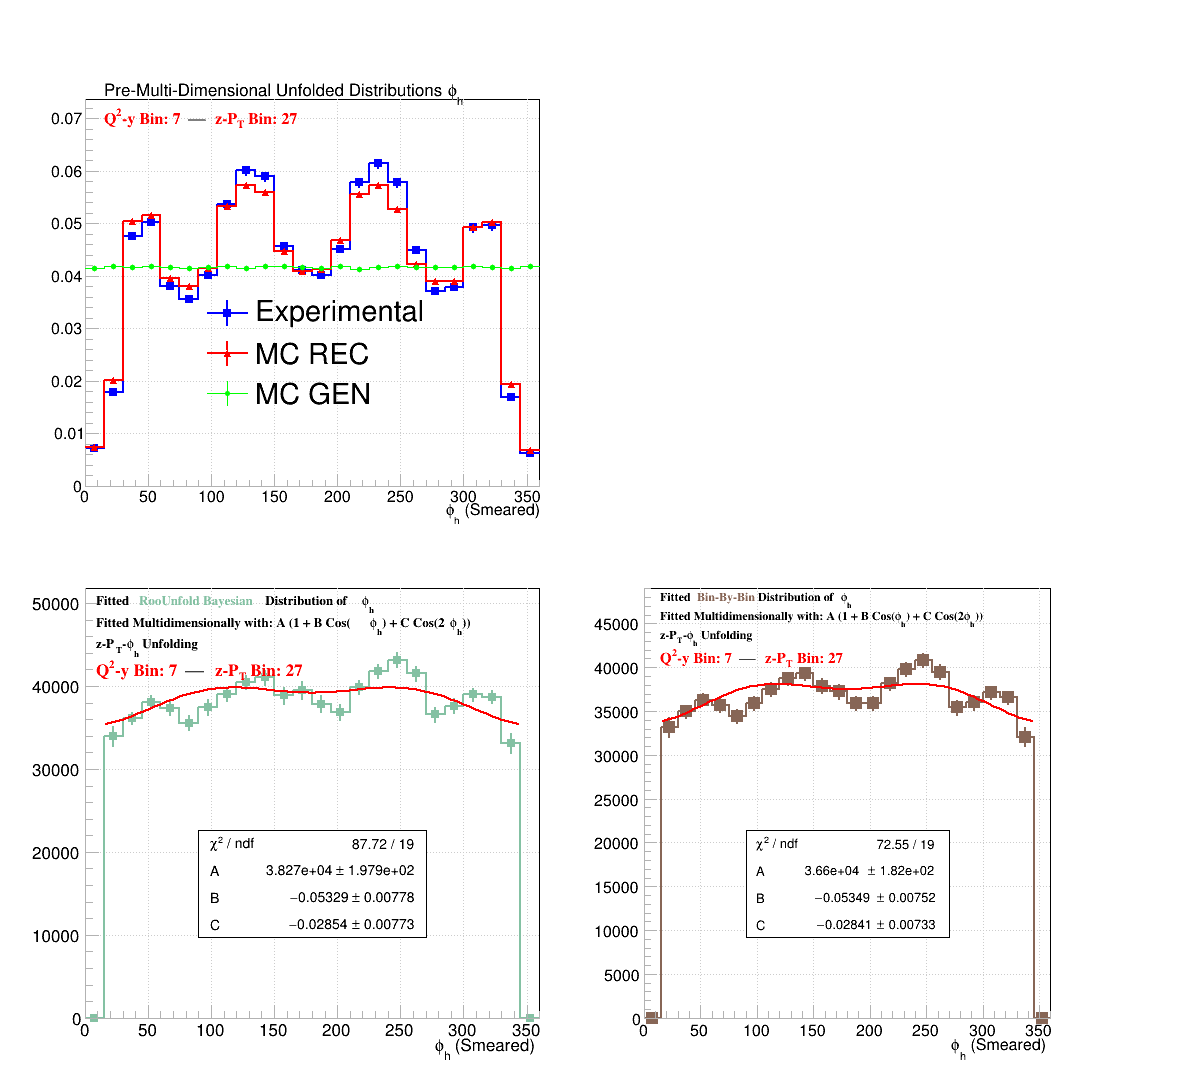 Pre-Multi-Dimensional Unfolded Distributions ϕh
Q2-y Bin: 7 — z-PT Bin: 27
0.07
0.06
0.05
0.04
0.03
0.02
0.01
0
Experimental
MC REC
MC GEN
0 50 100 150 200 250 300 350
ϕh (Smeared)
Fitted RooUnfold Bayesian Distribution of ϕh
Fitted Multidimensionally with: A (1 + B Cos( ϕh) + C Cos(2 ϕh))
z-PT-ϕh Unfolding
Q2-y Bin: 7 — z-PT Bin: 27
50000
40000
30000
20000
10000
0
χ2 / ndf 87.72 / 19
A 3.827e+04 ± 1.979e+02
B −0.05329 ± 0.00778
C −0.02854 ± 0.00773
0 50 100 150 200 250 300 350
ϕh (Smeared)
Fitted Bin-By-Bin Distribution of ϕh
Fitted Multidimensionally with: A (1 + B Cos(ϕh) + C Cos(2ϕh))
z-PT-ϕh Unfolding
Q2-y Bin: 7 — z-PT Bin: 27
45000
40000
35000
30000
25000
20000
15000
10000
5000
0
χ2 / ndf 72.55 / 19
A 3.66e+04 ± 1.82e+02
B −0.05349 ± 0.00752
C −0.02841 ± 0.00733
0 50 100 150 200 250 300 350
ϕh (Smeared)